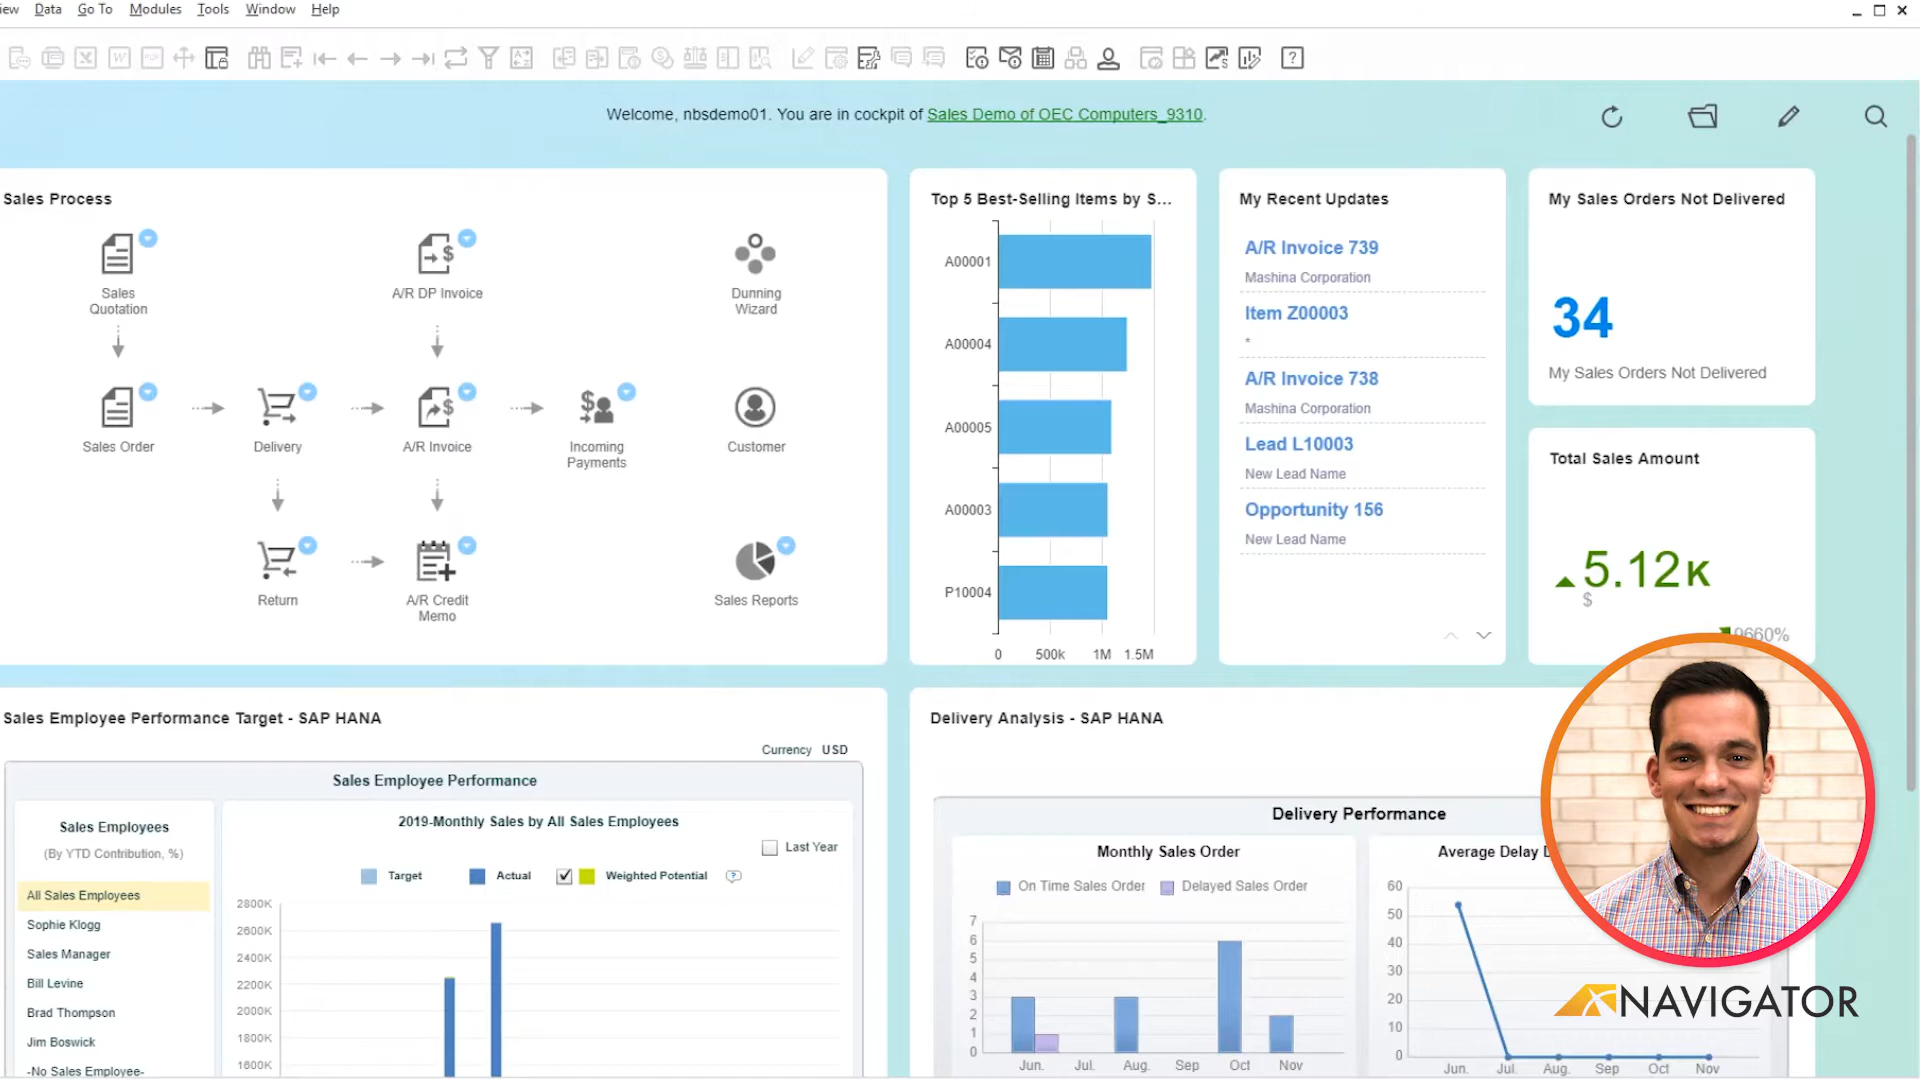 iew Data Go To Modules Tools Window Help
Welcome, nbsdemo01. You are in cockpit of Sales Demo of OEC Computers_9310.
Sales Process
Sales
Quotation
A/R DP Invoice
Dunning
Wizard
Sales Order
Delivery
A/R Invoice
Incoming
Payments
Customer
Return
A/R Credit
Memo
Sales Reports
Top 5 Best-Selling Items by S...
A00001
A00004
A00005
A00003
P10004
0 500k 1M 1.5M
My Recent Updates
A/R Invoice 739
Mashina Corporation
Item Z00003
*
A/R Invoice 738
Mashina Corporation
Lead L10003
New Lead Name
Opportunity 156
New Lead Name
My Sales Orders Not Delivered
34
My Sales Orders Not Delivered
Total Sales Amount
5.12K
$
9660%
Sales Employee Performance Target - SAP HANA
Currency USD
Sales Employee Performance
Sales Employees
(By YTD Contribution, %)
All Sales Employees
Sophie Klogg
Sales Manager
Bill Levine
Brad Thompson
Jim Boswick
-No Sales Employee-
2019-Monthly Sales by All Sales Employees
Last Year
Target Actual Weighted Potential ?
2800K
2600K
2400K
2200K
2000K
1800K
1600K
Delivery Analysis - SAP HANA
Delivery Performance
Monthly Sales Order
On Time Sales Order Delayed Sales Order
7
6
5
4
3
2
1
0
Jun. Jul. Aug. Sep Oct Nov
Average Delay
60
50
40
30
20
10
0
Jun. Jul. Aug. Sep Oct Nov
NAVIGATOR